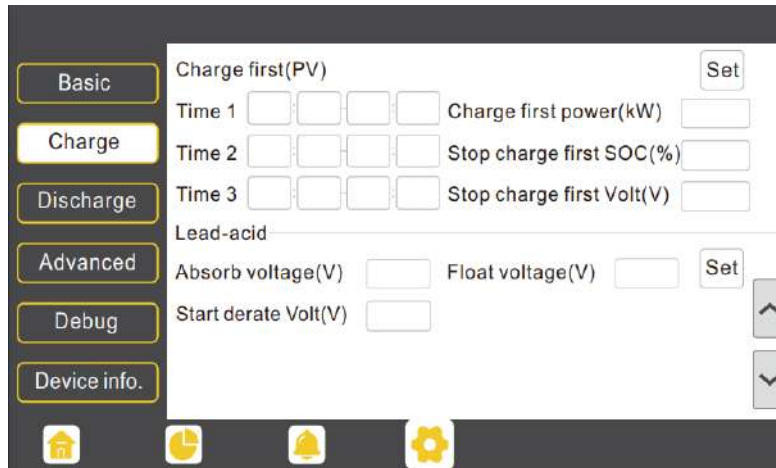 Basic
Charge
Discharge
Advanced
Debug
Device info.
Charge first(PV)
Set
Time 1 : - : Charge first power(kW)
Time 2 : - : Stop charge first SOC(%)
Time 3 : - : Stop charge first Volt(V)
Lead-acid
Absorb voltage(V) Float voltage(V) Set
Start derate Volt(V)